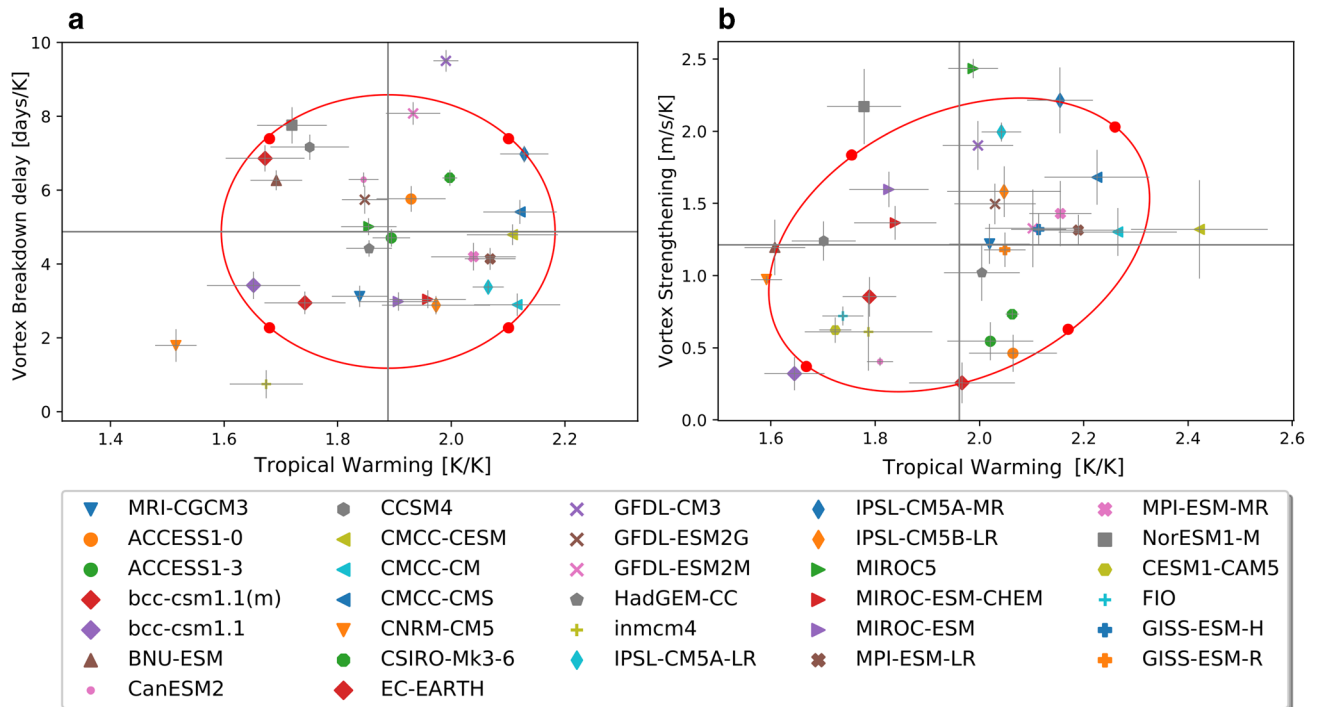 a
b
Vortex Breakdown delay [days/K]
10
8
6
4
2
0
1.4 1.6 1.8 2.0 2.2
Tropical Warming [K/K]
Vortex Strengthening [m/s/K]
2.5
2.0
1.5
1.0
0.5
0.0
1.6 1.8 2.0 2.2 2.4 2.6
Tropical Warming [K/K]
MRI-CGCM3
ACCESS1-0
ACCESS1-3
bcc-csm1.1(m)
bcc-csm1.1
BNU-ESM
CanESM2
CCSM4
CMCC-CESM
CMCC-CM
CMCC-CMS
CNRM-CM5
CSIRO-Mk3-6
EC-EARTH
GFDL-CM3
GFDL-ESM2G
GFDL-ESM2M
HadGEM-CC
inmcm4
IPSL-CM5A-LR
IPSL-CM5A-MR
IPSL-CM5B-LR
MIROC5
MIROC-ESM-CHEM
MIROC-ESM
MPI-ESM-LR
MPI-ESM-MR
NorESM1-M
CESM1-CAM5
FIO
GISS-ESM-H
GISS-ESM-R